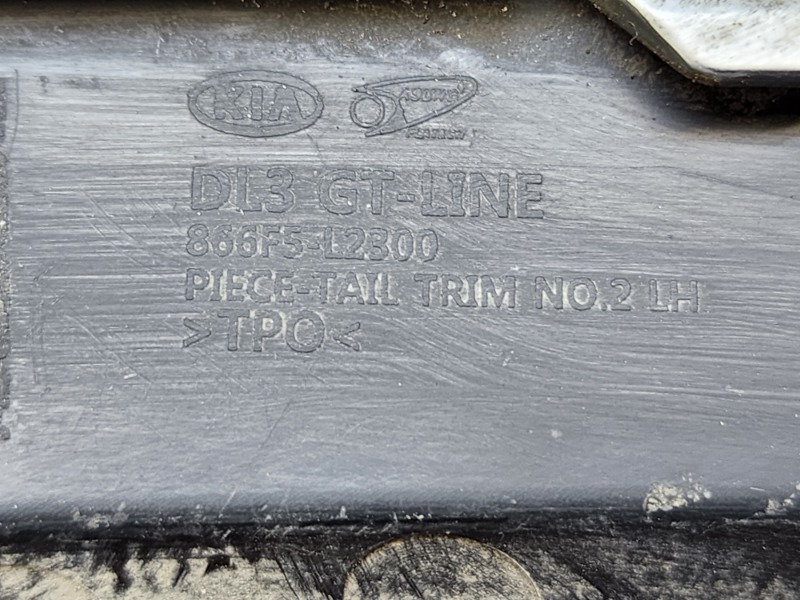 KIA
DL3 GT-LINE
866F5-L2300
PIECE-TAIL TRIM NO.2 LH
>TPO<